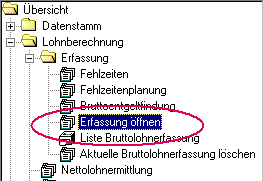 Übersicht
Datenstamm
Lohnberechnung
Erfassung
Fehlzeiten
Fehlzeitenplanung
Bruttoentgeltfindung
Erfassung öffnen
Liste Bruttolohnerfassung
Aktuelle Bruttolohnerfassung löschen
Nettolohnermittlung